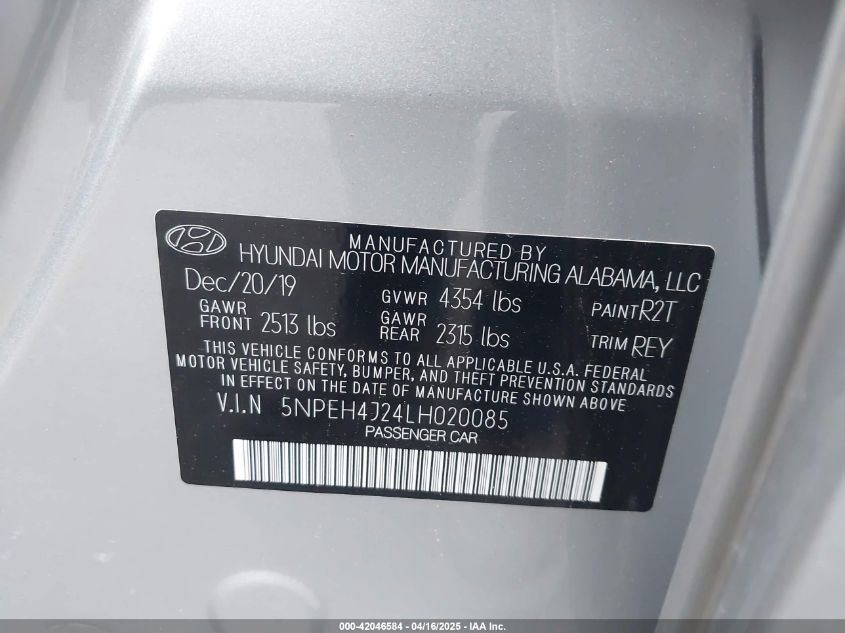 MANUFACTURED BY
HYUNDAI MOTOR MANUFACTURING ALABAMA, LLC
Dec/20/19 GVWR 4354 lbs PAINT R2T
GAWR FRONT 2513 lbs GAWR REAR 2315 lbs TRIM REY
THIS VEHICLE CONFORMS TO ALL APPLICABLE U.S.A. FEDERAL
MOTOR VEHICLE SAFETY, BUMPER, AND THEFT PREVENTION STANDARDS
IN EFFECT ON THE DATE OF MANUFACTURE SHOWN ABOVE
V.I.N 5NPEH4J24LH020085
PASSENGER CAR
000-42046584 - 04/16/2025 - IAA Inc.